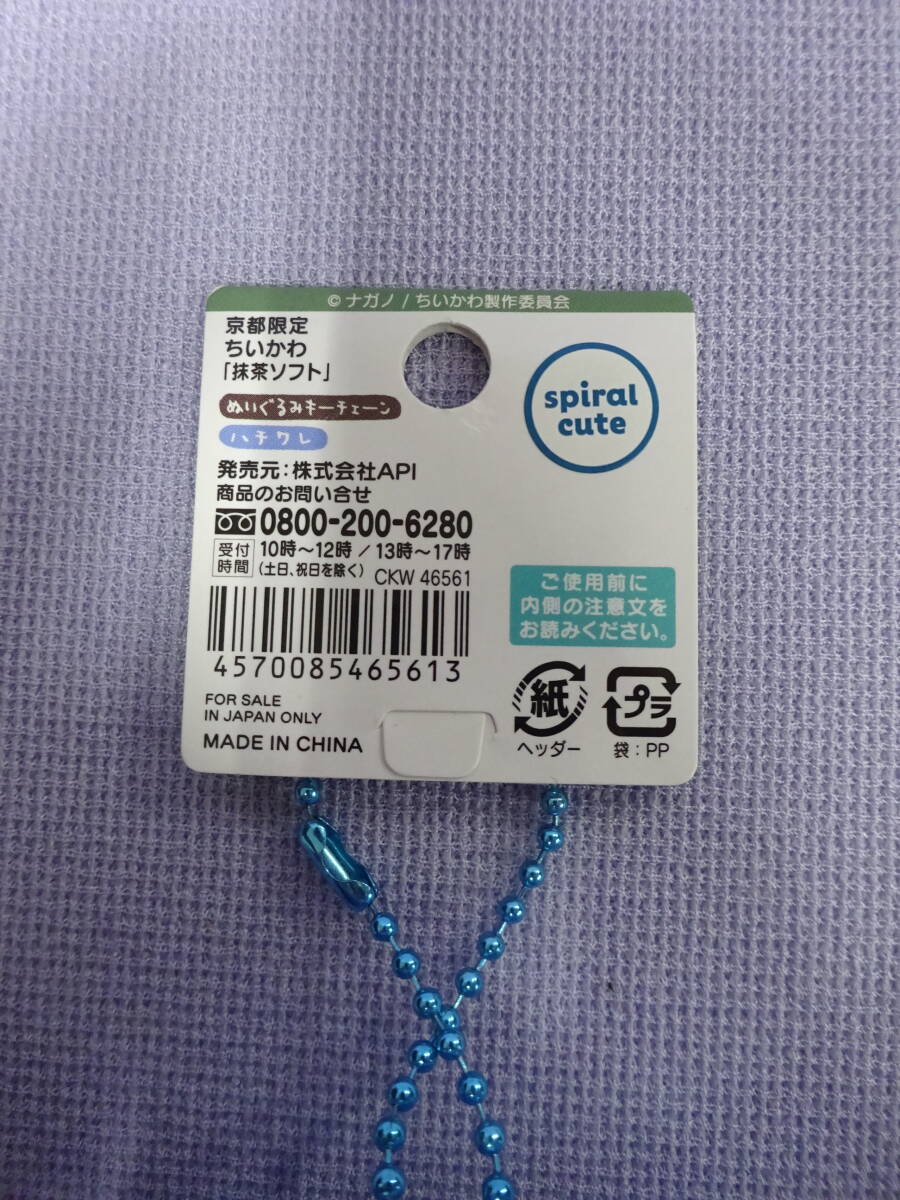 © ナガノ / ちいかわ製作委員会
京都限定
ちいかわ
「抹茶ソフト」
ぬいぐるみキーチェーン
ハチワレ
spiral
cute
発売元:株式会社API
商品のお問い合せ
0800-200-6280
受付
時間
10時〜12時 / 13時〜17時
(土日、祝日を除く) CKW 46561
4570085465613
ご使用前に
内側の注意文を
お読みください。
FOR SALE
IN JAPAN ONLY
MADE IN CHINA
紙
ヘッダー
プラ
袋:PP